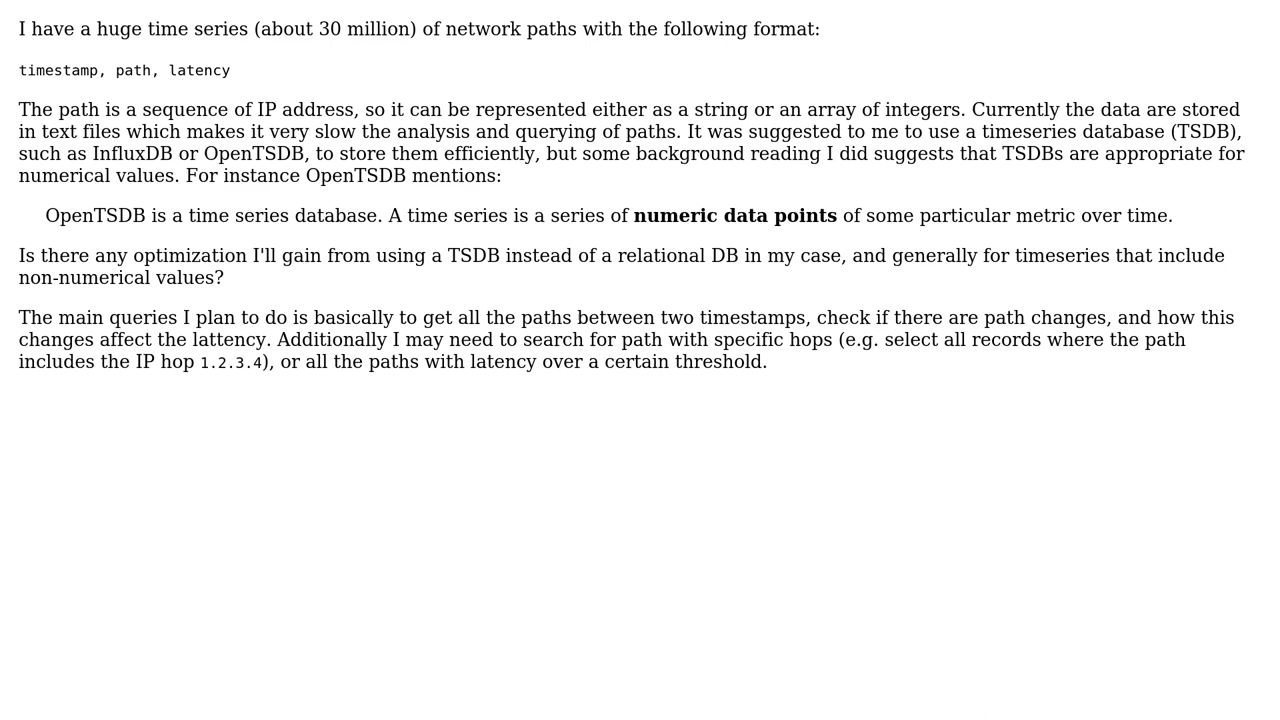 I have a huge time series (about 30 million) of network paths with the following format:
timestamp, path, latency
The path is a sequence of IP address, so it can be represented either as a string or an array of integers. Currently the data are stored
in text files which makes it very slow the analysis and querying of paths. It was suggested to me to use a timeseries database (TSDB),
such as InfluxDB or OpenTSDB, to store them efficiently, but some background reading I did suggests that TSDBs are appropriate for
numerical values. For instance OpenTSDB mentions:
OpenTSDB is a time series database. A time series is a series of numeric data points of some particular metric over time.
Is there any optimization I'll gain from using a TSDB instead of a relational DB in my case, and generally for timeseries that include
non-numerical values?
The main queries I plan to do is basically to get all the paths between two timestamps, check if there are path changes, and how this
changes affect the lattency. Additionally I may need to search for path with specific hops (e.g. select all records where the path
includes the IP hop 1.2.3.4), or all the paths with latency over a certain threshold.